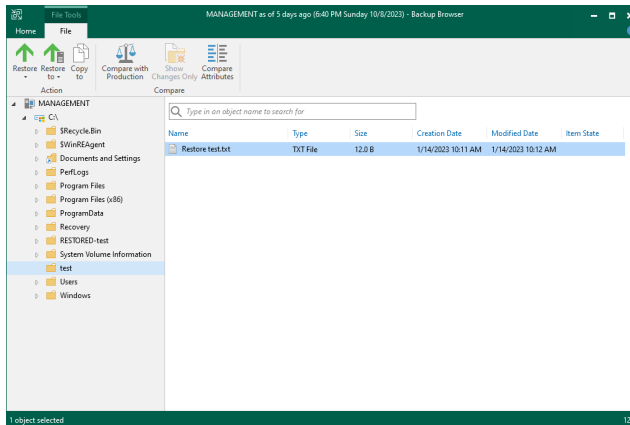 File Tools
MANAGEMENT as of 5 days ago (6:40 PM Sunday 10/8/2023) - Backup Browser
Home File
Restore Restore to Copy to Compare with Production Show Changes Only Compare Attributes
Action Compare
MANAGEMENT
C:\
$Recycle.Bin
$WinREAgent
Documents and Settings
PerfLogs
Program Files
Program Files (x86)
ProgramData
Recovery
RESTORED-test
System Volume Information
test
Users
Windows
Type in an object name to search for
Name Type Size Creation Date Modified Date Item State
Restore test.txt TXT File 12.0 B 1/14/2023 10:11 AM 1/14/2023 10:12 AM
1 object selected
12